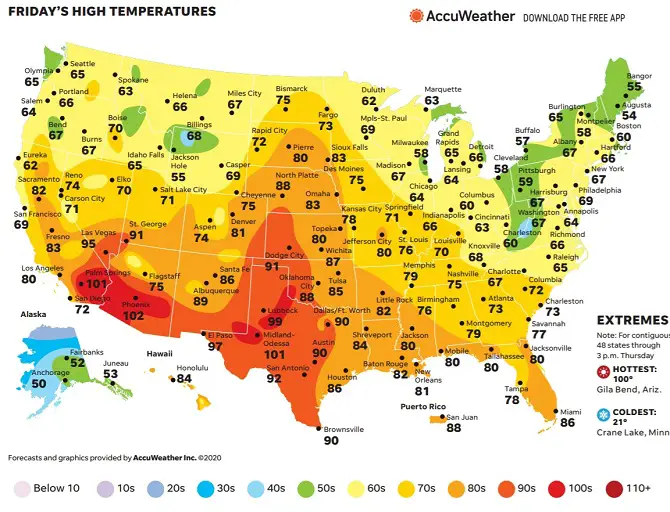 FRIDAY'S HIGH TEMPERATURES
AccuWeather DOWNLOAD THE FREE APP
Seattle
65
Olympia
65
Spokane
63
Portland
66
Salem
64
Bend
67
Burns
67
Boise
70
Helena
66
Billings
68
Miles City
67
Bismarck
75
Fargo
73
Duluth
62
Mpls-St. Paul
69
Marquette
63
Bangor
55
Augusta
54
Burlington
65
Montpelier
58
Boston
60
Hartford
66
Albany
67
New York
67
Buffalo
57
Grand
Rapids
65
Detroit
66
Milwaukee
58
Lansing
64
Cleveland
58
Pittsburgh
59
Harrisburg
67
Philadelphia
69
Washington
67
Annapolis
64
Richmond
66
Raleigh
65
Rapid City
72
Pierre
80
Sioux Falls
83
Des Moines
75
Madison
67
Chicago
64
Columbus
60
Charleston
60
Eureka
62
Sacramento
82
Reno
74
Carson City
71
San Francisco
69
Fresno
83
Elko
70
Idaho Falls
65
Jackson
Hole
55
Casper
69
Salt Lake City
71
Cheyenne
75
North Platte
88
Omaha
83
Denver
81
Aspen
74
Kansas City
78
Springfield
71
Indianapolis
66
Cincinnati
63
Topeka
80
Jefferson City
80
St. Louis
76
Louisville
70
Knoxville
68
Wichita
87
Dodge City
91
Las Vegas
95
St. George
91
Los Angeles
80
Palm Springs
101
San Diego
72
Phoenix
102
Flagstaff
75
Santa Fe
86
Albuquerque
89
Oklahoma
City
88
Tulsa
85
Memphis
79
Nashville
75
Charlotte
67
Columbia
72
Charleston
73
Little Rock
82
Birmingham
76
Atlanta
73
Savannah
77
Montgomery
79
Lubbock
99
Dallas/Ft. Worth
90
Shreveport
84
Jackson
80
El Paso
97
Midland-
Odessa
101
Austin
90
San Antonio
92
Houston
86
Baton Rouge
82
New
Orleans
81
Mobile
80
Tallahassee
80
Jacksonville
80
Tampa
78
Miami
86
Brownsville
90
Alaska
Fairbanks
52
Anchorage
50
Juneau
53
Hawaii
Honolulu
84
Puerto Rico
San Juan
88
EXTREMES
Note: For contiguous
48 states through
3 p.m. Thursday
HOTTEST:
100°
Gila Bend, Ariz.
COLDEST:
21°
Crane Lake, Minn
Forecasts and graphics provided by AccuWeather Inc. ©2020
Below 10
10s
20s
30s
40s
50s
60s
70s
80s
90s
100s
110+